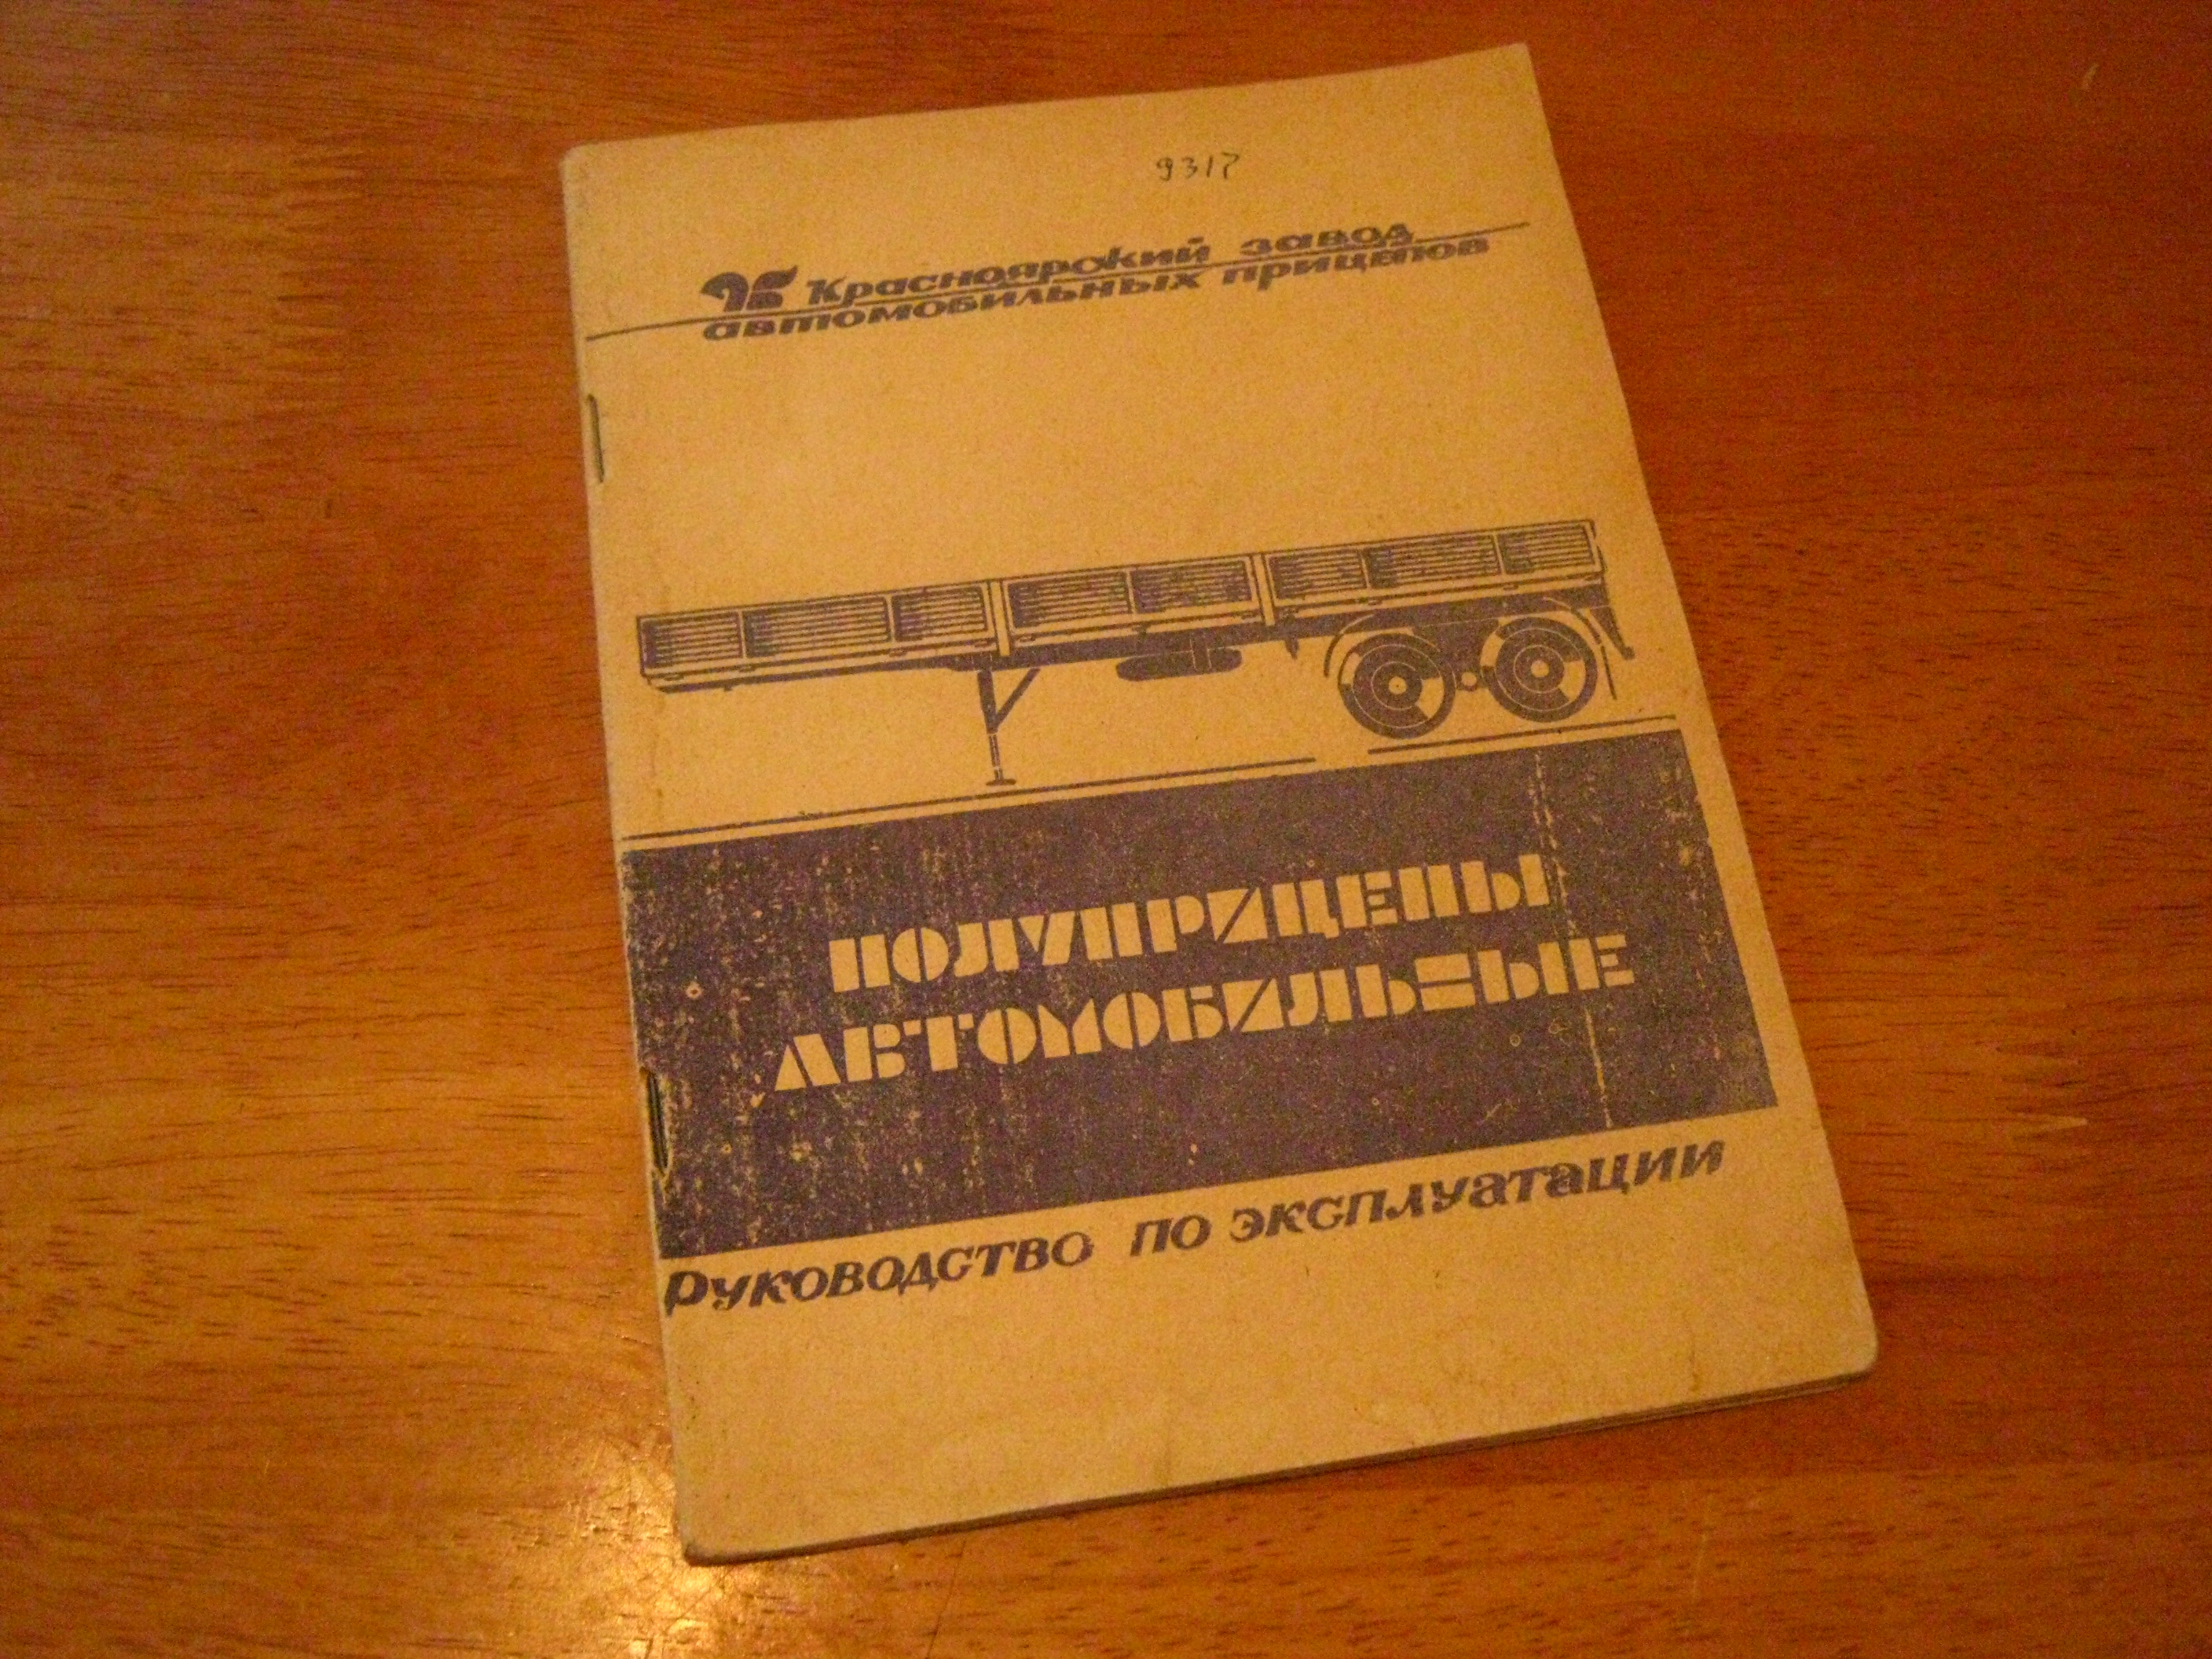 9317
Красноярский завод
автомобильных прицепов
ПОЛУПРИЦЕПЫ
АВТОМОБИЛЬНЫЕ
Руководство по эксплуатации